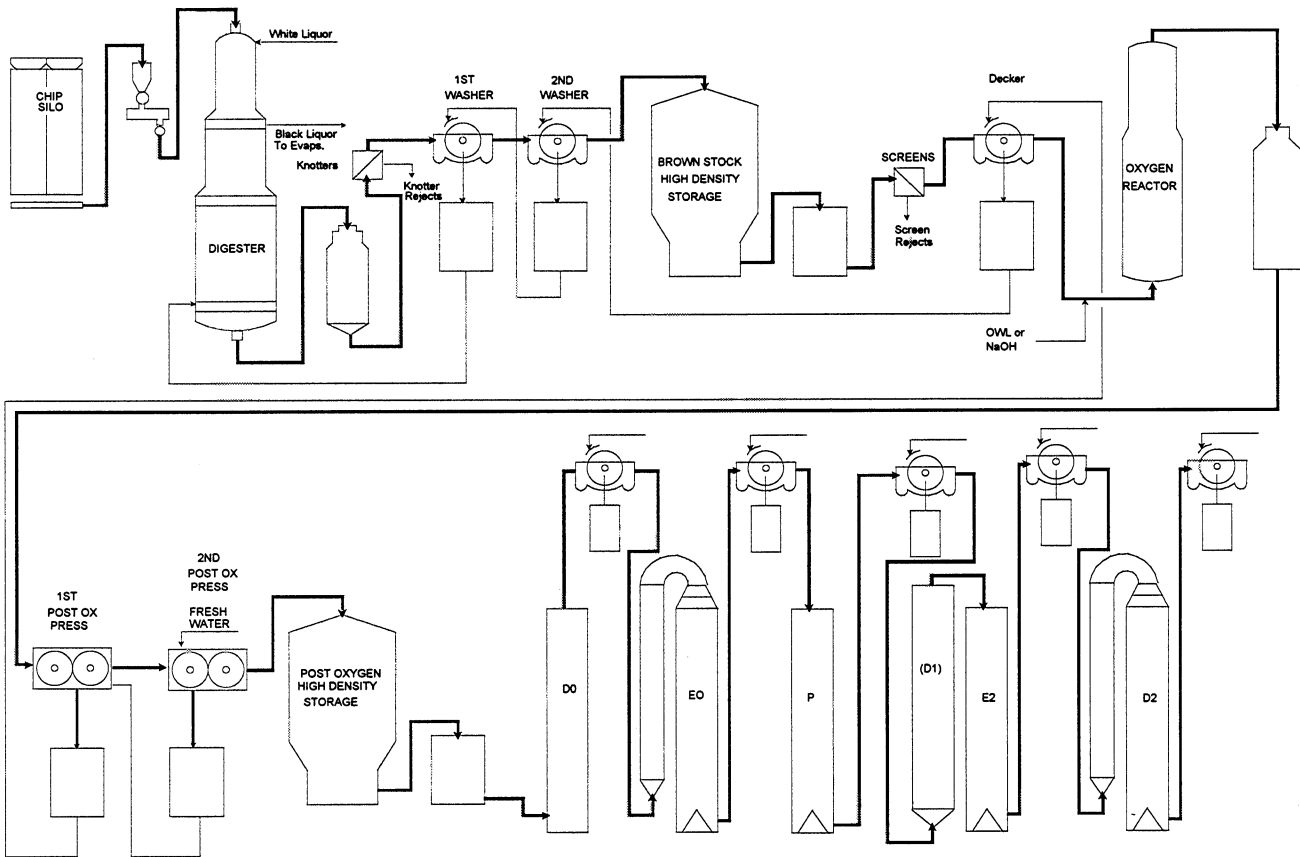 White Liquor
CHIP
SILO
1ST
WASHER
2ND
WASHER
Decker
Black Liquor
To Evaps.
Knotters
Knotter
Rejects
BROWN STOCK
HIGH DENSITY
STORAGE
SCREENS
Screen
Rejects
OXYGEN
REACTOR
DIGESTER
OWL or
NaOH
1ST
POST OX
PRESS
2ND
POST OX
PRESS
FRESH
WATER
POST OXYGEN
HIGH DENSITY
STORAGE
D0
EO
P
(D1)
E2
D2